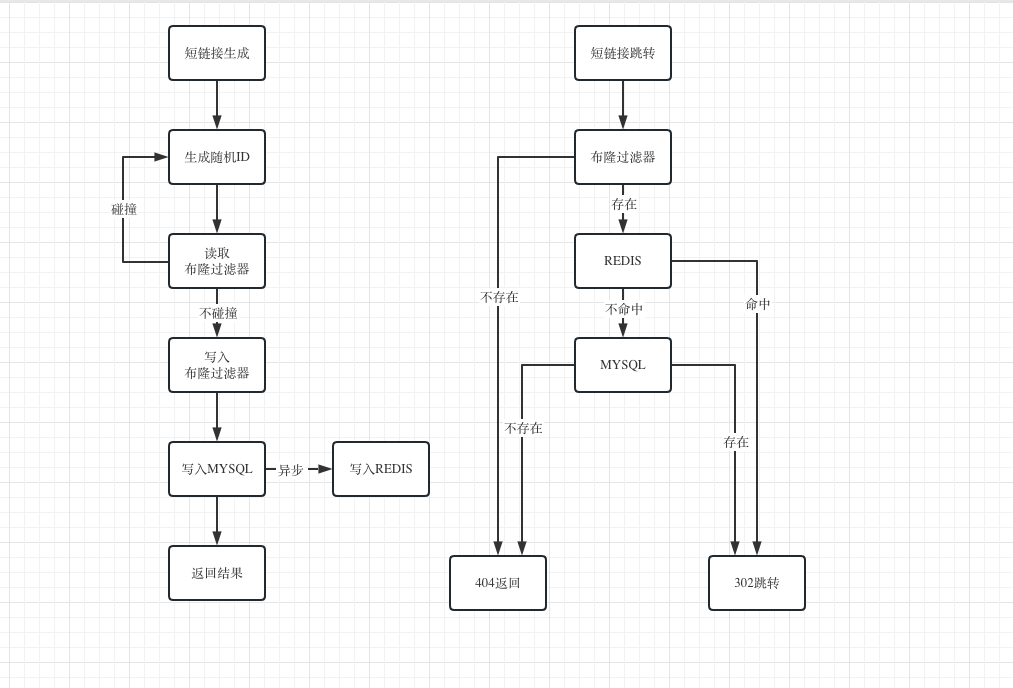 短链接生成
生成随机ID
碰撞
读取
布隆过滤器
不碰撞
写入
布隆过滤器
写入MYSQL
异步
写入REDIS
返回结果
短链接跳转
布隆过滤器
存在
REDIS
不存在
不命中
命中
MYSQL
不存在
存在
404返回
302跳转